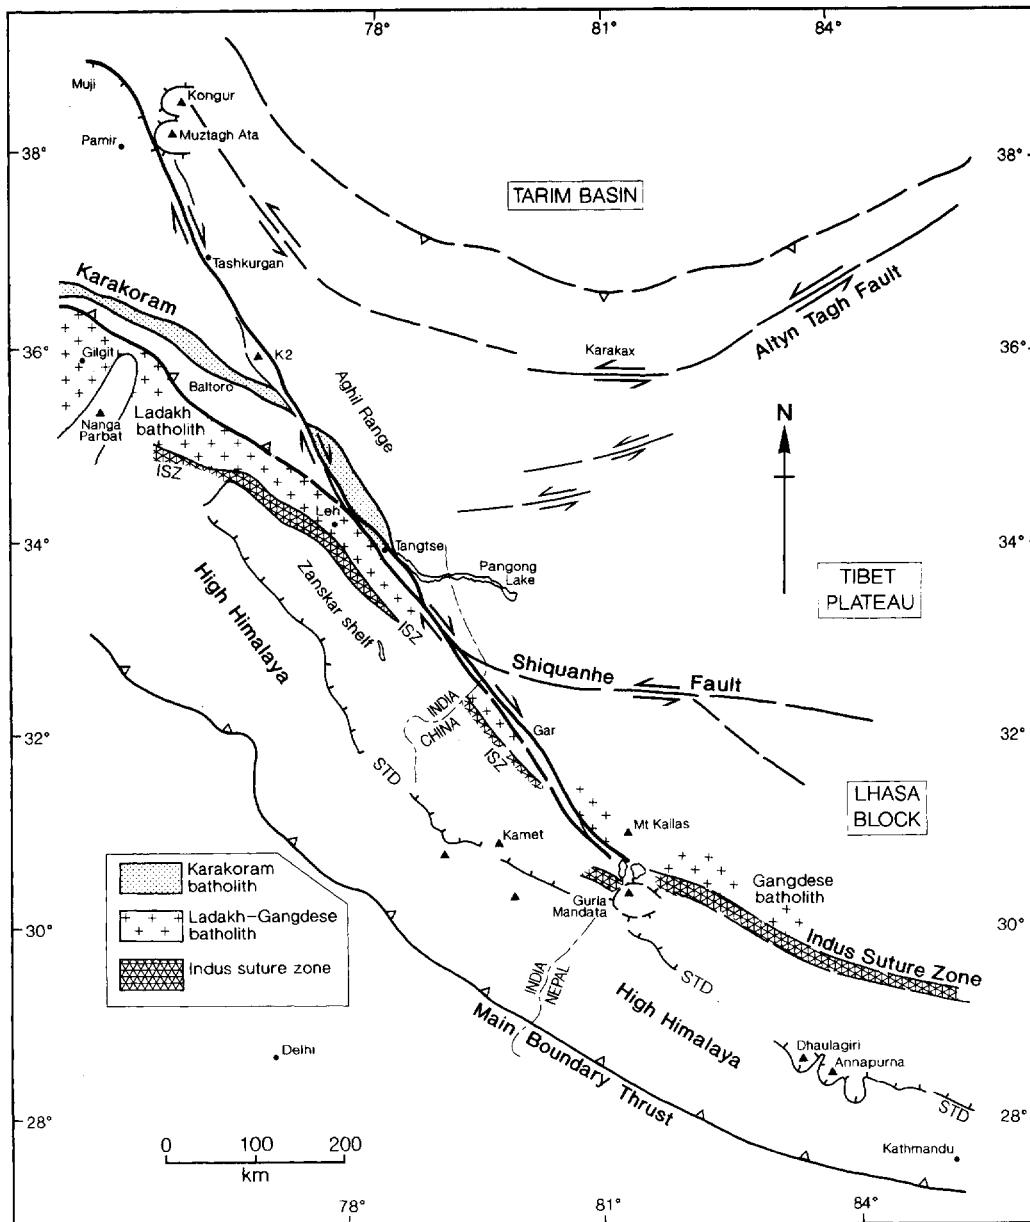 78°
81°
84°
Muji
Kongur
Muztagh Ata
Pamir
38°
38°
TARIM BASIN
Tashkurgan
Karakoram
Altyn Tagh Fault
36°
36°
K2
Karakax
Gilgit
Baltoro
Aghil Range
N
Nanga
Parbat
Ladakh
batholith
ISZ
Leh
34°
34°
Tangtse
Pangong
Lake
TIBET
PLATEAU
High Himalaya
Zanskar shelf
ISZ
Shiquanhe Fault
INDIA
CHINA
Gar
32°
32°
ISZ
STD
LHASA
BLOCK
Mt Kailas
Kamet
Karakoram
batholith
Ladakh–Gangdese
batholith
Indus suture zone
Gangdese
batholith
Gurla
Mandata
30°
30°
Indus Suture Zone
STD
INDIA
NEPAL
High Himalaya
Main Boundary Thrust
Delhi
Dhaulagiri
Annapurna
STD
28°
28°
0 100 200
km
Kathmandu
78°
81°
84°